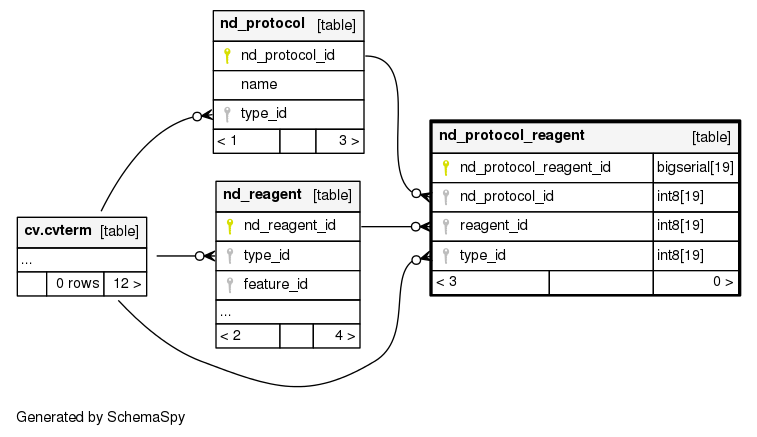 nd_protocol [table]
nd_protocol_id
name
type_id
< 1 3 >
nd_protocol_reagent [table]
nd_protocol_reagent_id bigserial[19]
nd_protocol_id int8[19]
reagent_id int8[19]
type_id int8[19]
< 3 0 >
nd_reagent [table]
nd_reagent_id
type_id
feature_id
...
< 2 4 >
cv.cvterm [table]
...
0 rows 12 >
Generated by SchemaSpy